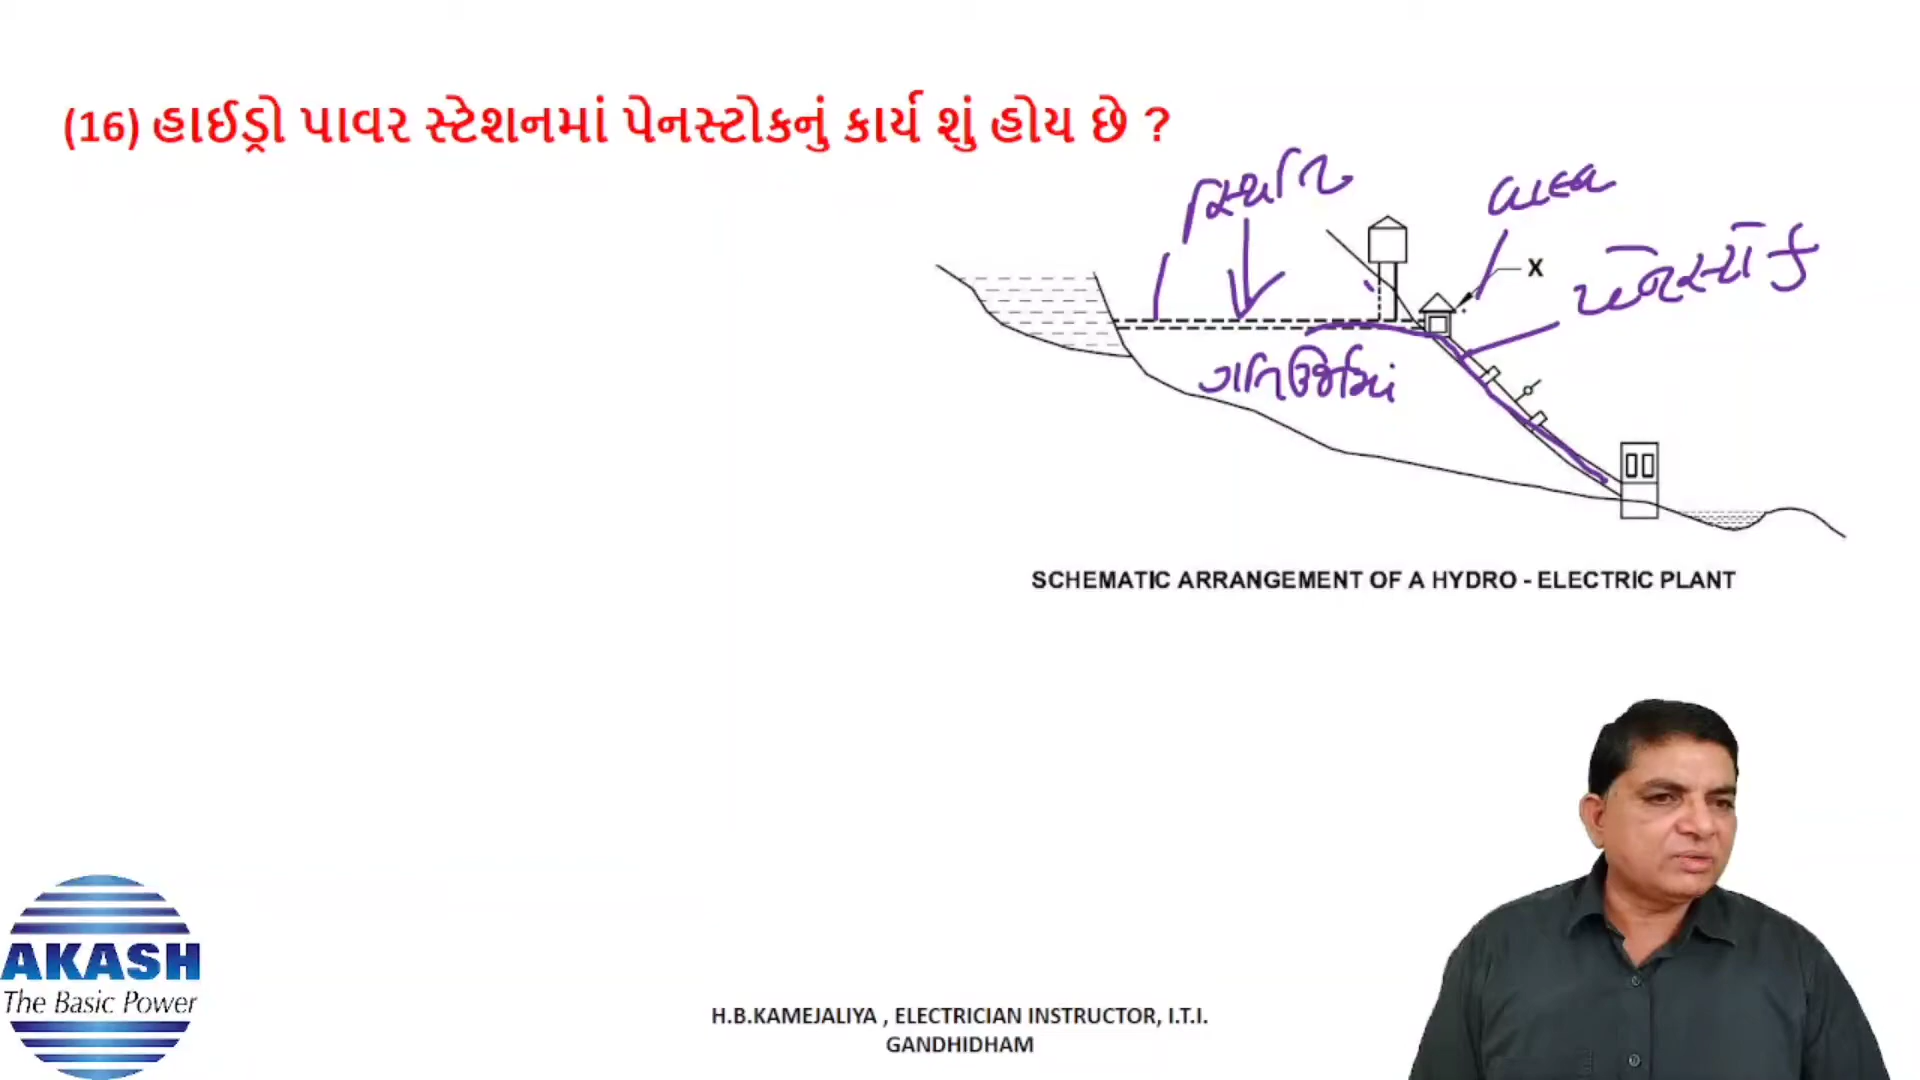 (16) હાઈડ્રો પાવર સ્ટેશનમાં પેનસ્ટોકનું કાર્ય શું હોય છે ?
સ્થિતિ
વાલ્વ
X
પેનસ્ટોક
ગતિઊર્જામાં
SCHEMATIC ARRANGEMENT OF A HYDRO - ELECTRIC PLANT
AKASH
The Basic Power
H.B.KAMEJALIYA , ELECTRICIAN INSTRUCTOR, I.T.I.
GANDHIDHAM